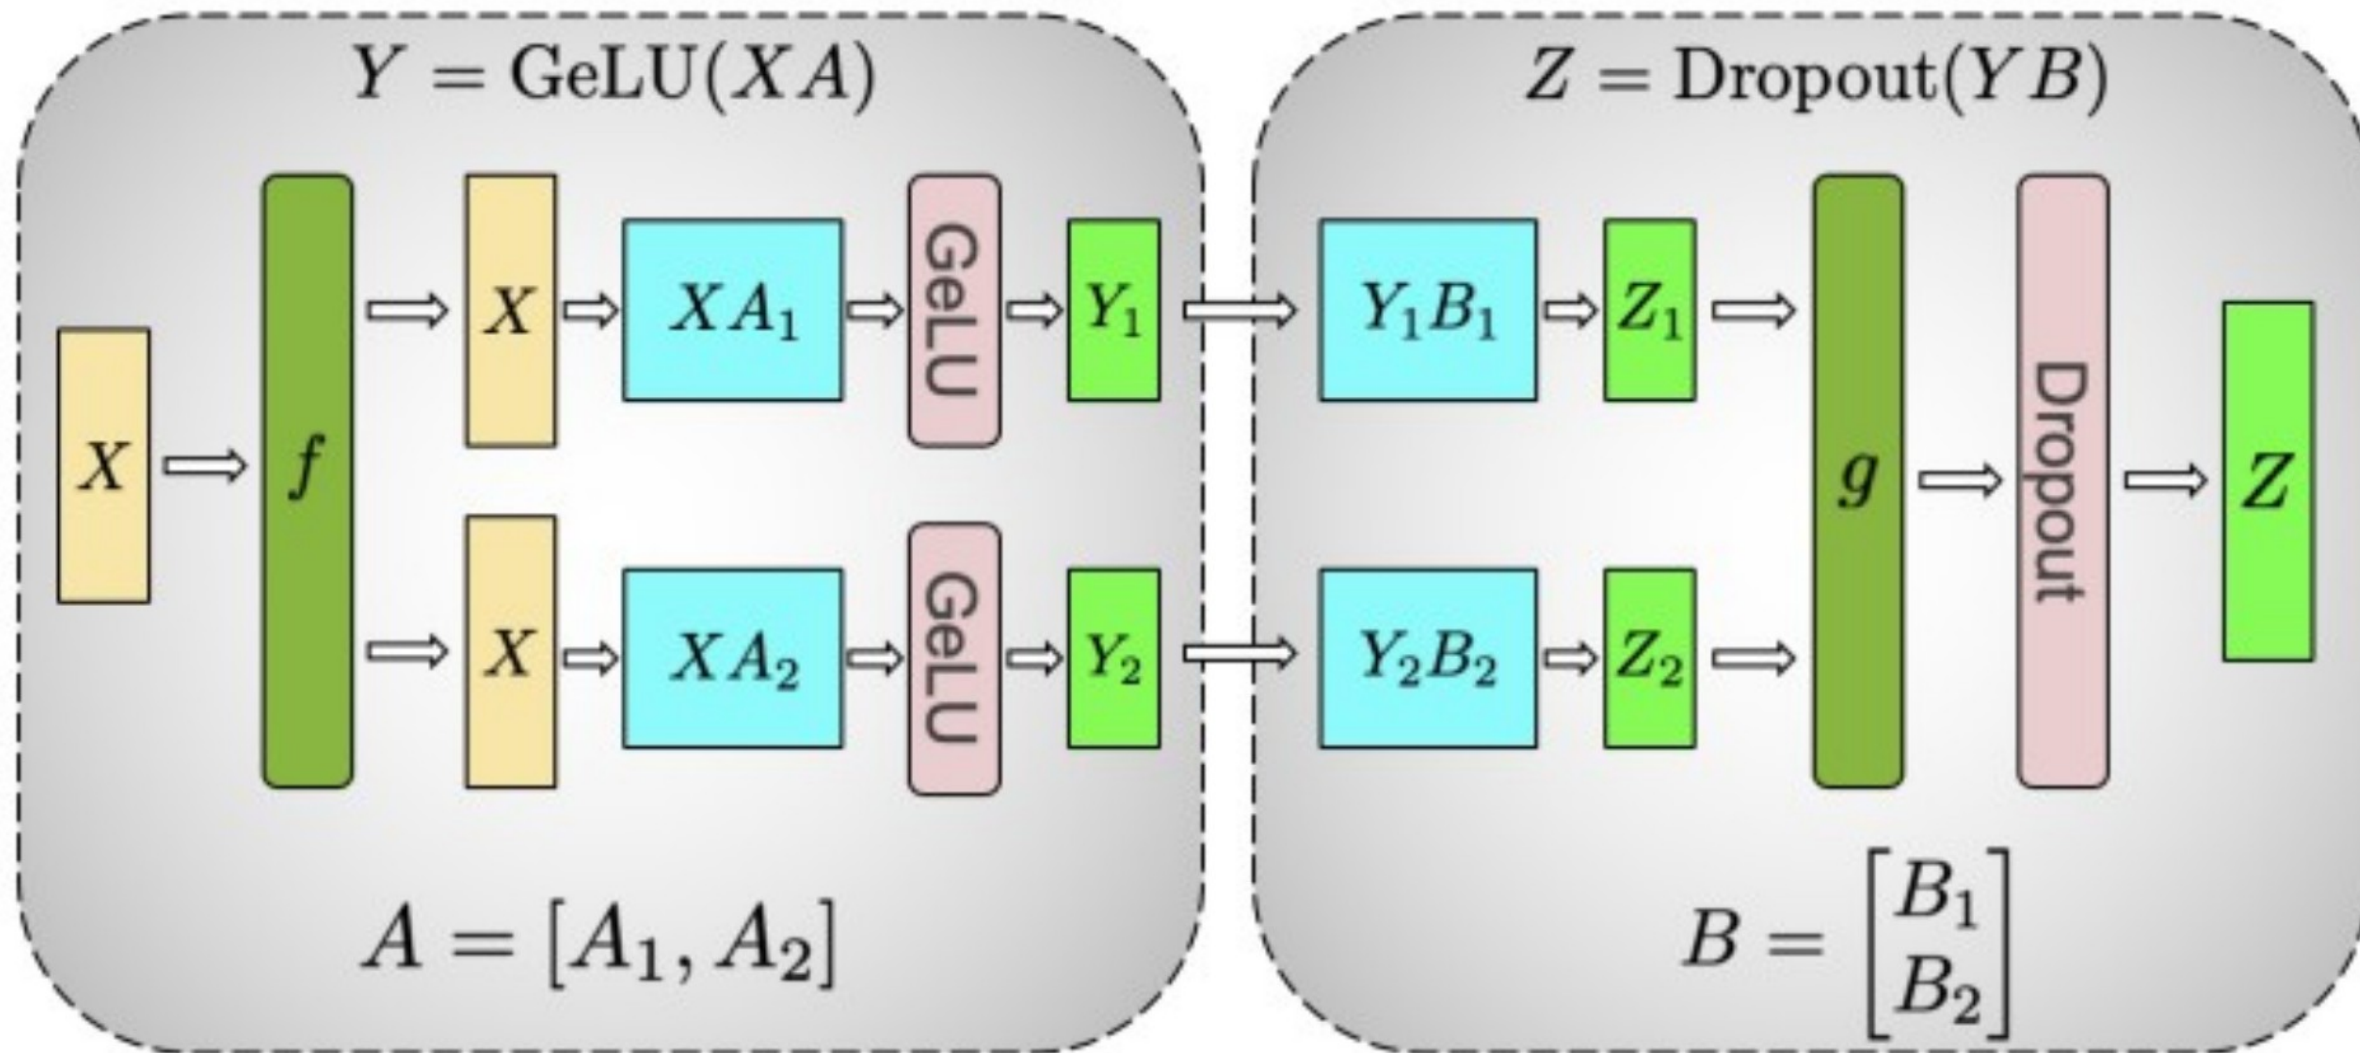 Y = GeLU(XA)
Z = Dropout(YB)
X
f
X
XA₁
GeLU
Y₁
X
XA₂
GeLU
Y₂
Y₁B₁
Z₁
Y₂B₂
Z₂
g
Dropout
Z
A = [A₁, A₂]
B = [B₁
B₂]